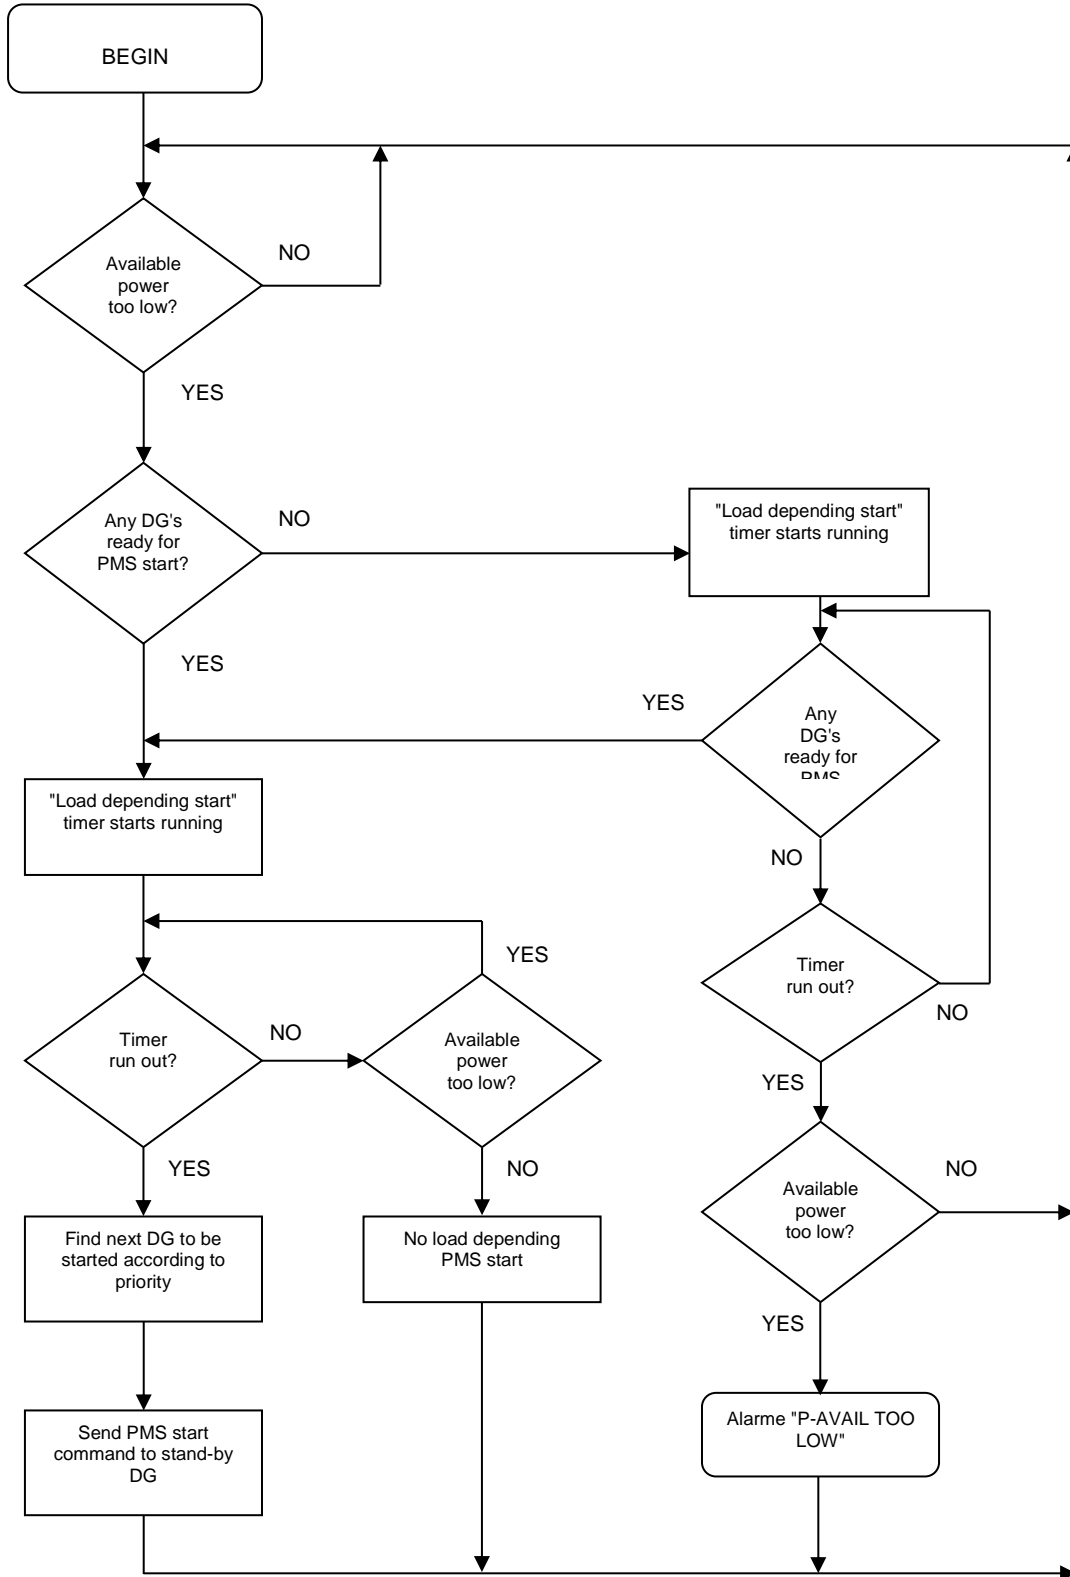 BEGIN
Available
power
too low?
NO
YES
Any DG's
ready for
PMS start?
NO
"Load depending start"
timer starts running
YES
YES
Any
DG's
ready for
PMS
"Load depending start"
timer starts running
NO
YES
Timer
run out?
NO
Timer
run out?
NO
Available
power
too low?
YES
YES
NO
Available
power
too low?
NO
Find next DG to be
started according to
priority
No load depending
PMS start
YES
Alarme "P-AVAIL TOO
LOW"
Send PMS start
command to stand-by
DG